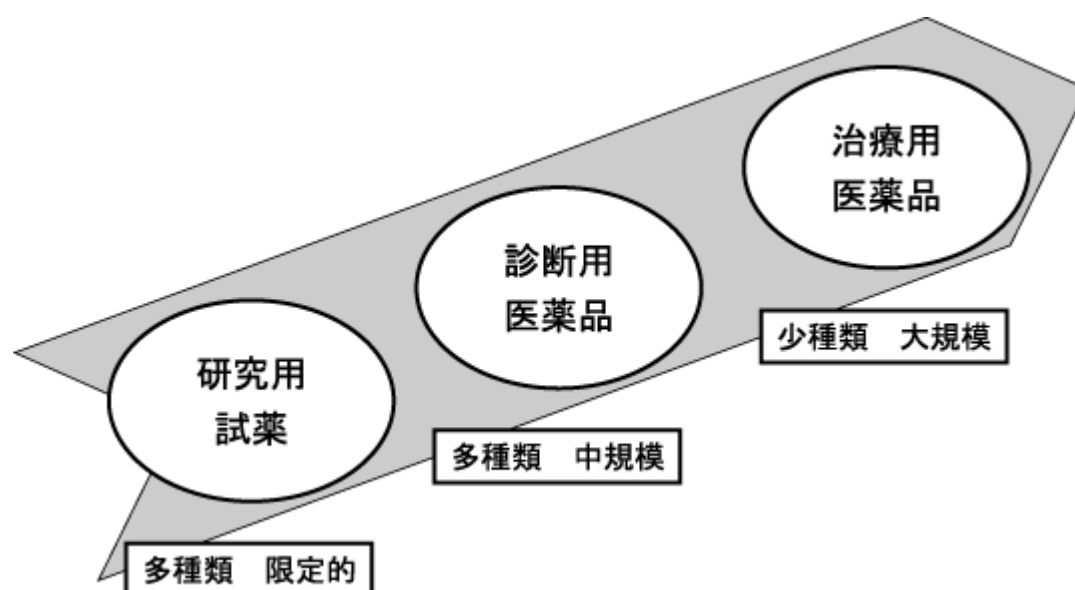 治療用
医薬品
診断用
医薬品
少種類　大規模
研究用
試薬
多種類　中規模
多種類　限定的